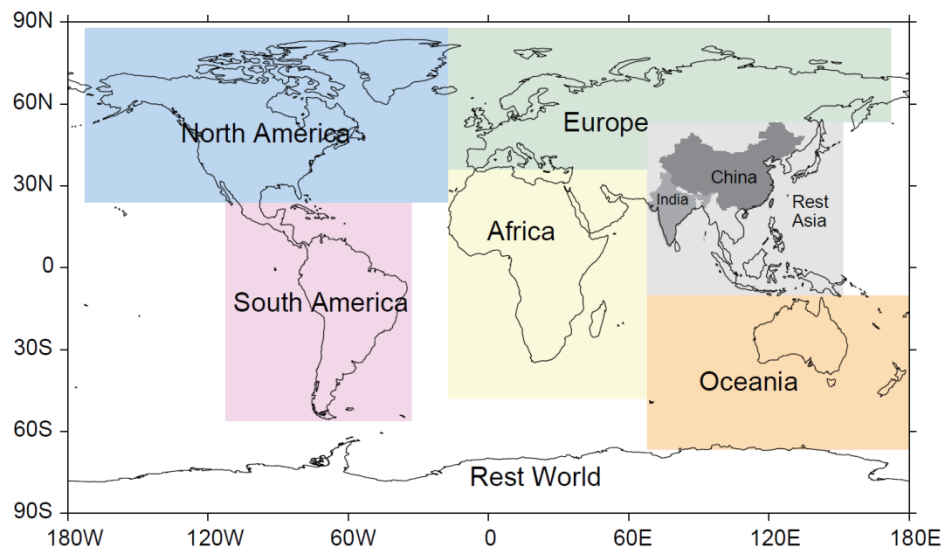 90N
60N
30N
0
30S
60S
90S
North America
Europe
China
India
Rest
Asia
Africa
South America
Oceania
Rest World
180W
120W
60W
0
60E
120E
180E